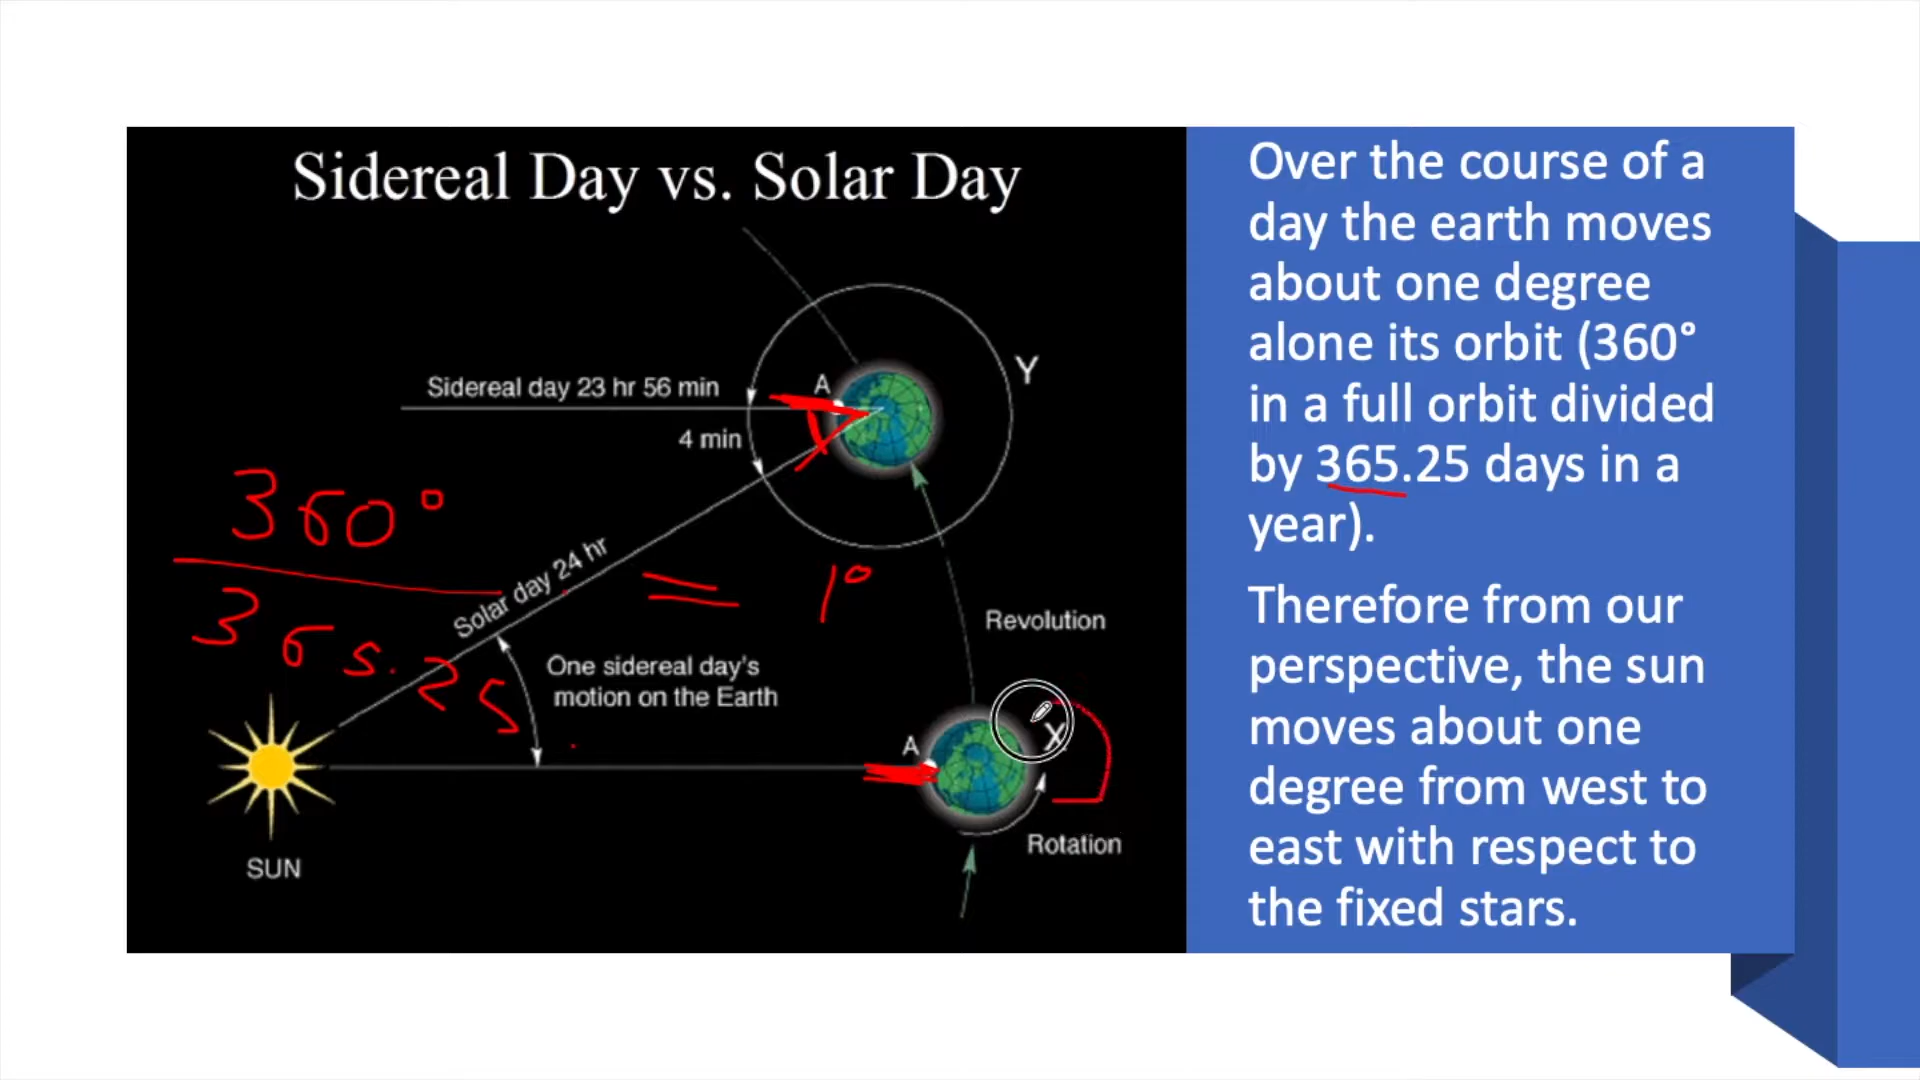 Sidereal Day vs. Solar Day
Y
A
Sidereal day 23 hr 56 min
4 min
360°
365.25
= 1°
Solar day 24 hr
Revolution
One sidereal day's
motion on the Earth
X
A
Rotation
SUN
Over the course of a
day the earth moves
about one degree
alone its orbit (360°
in a full orbit divided
by 365.25 days in a
year).
Therefore from our
perspective, the sun
moves about one
degree from west to
east with respect to
the fixed stars.